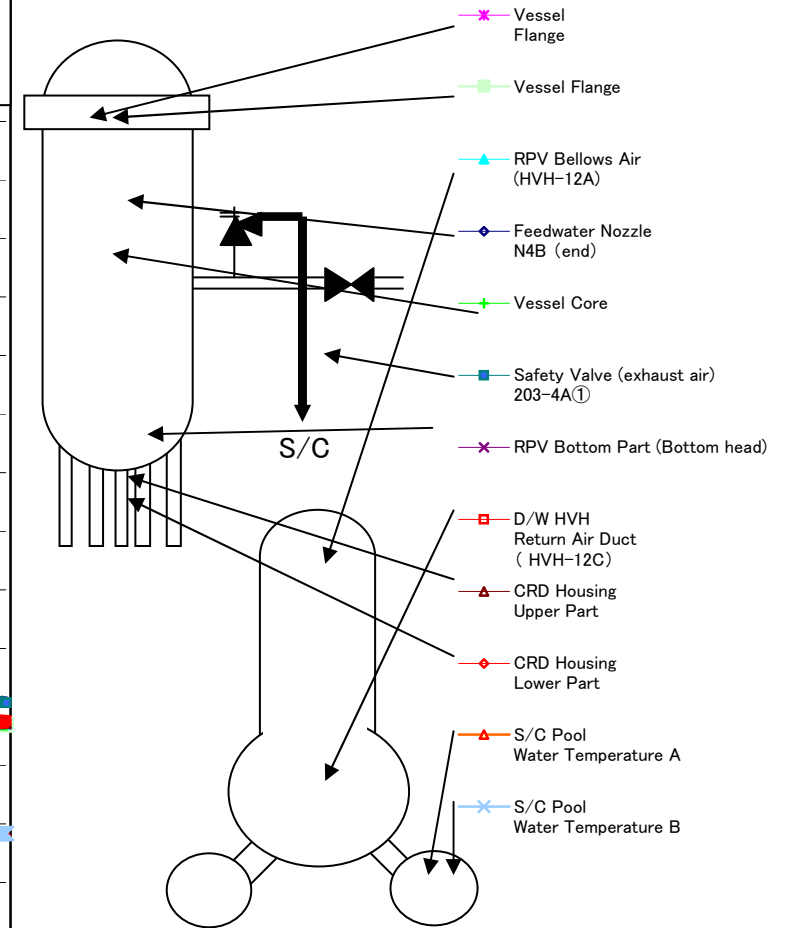 Vessel
Flange
Vessel Flange
RPV Bellows Air
(HVH-12A)
Feedwater Nozzle
N4B (end)
Vessel Core
Safety Valve (exhaust air)
203-4A①
RPV Bottom Part (Bottom head)
S/C
D/W HVH
Return Air Duct
( HVH-12C)
CRD Housing
Upper Part
CRD Housing
Lower Part
S/C Pool
Water Temperature A
S/C Pool
Water Temperature B